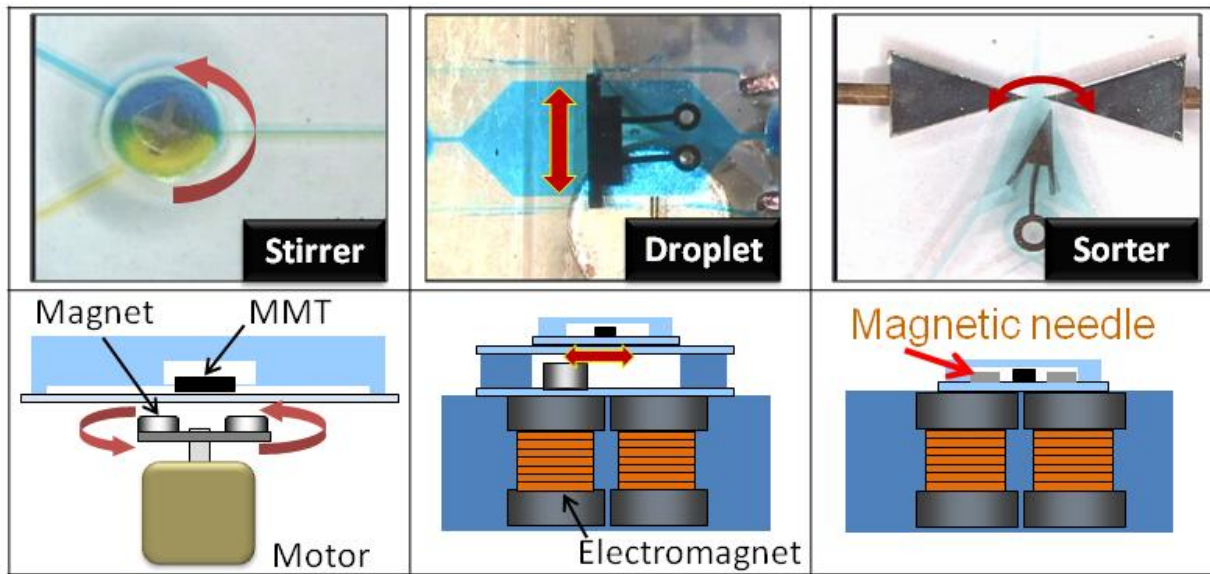 Stirrer
Droplet
Sorter
Magnet
MMT
Motor
Electromagnet
Magnetic needle